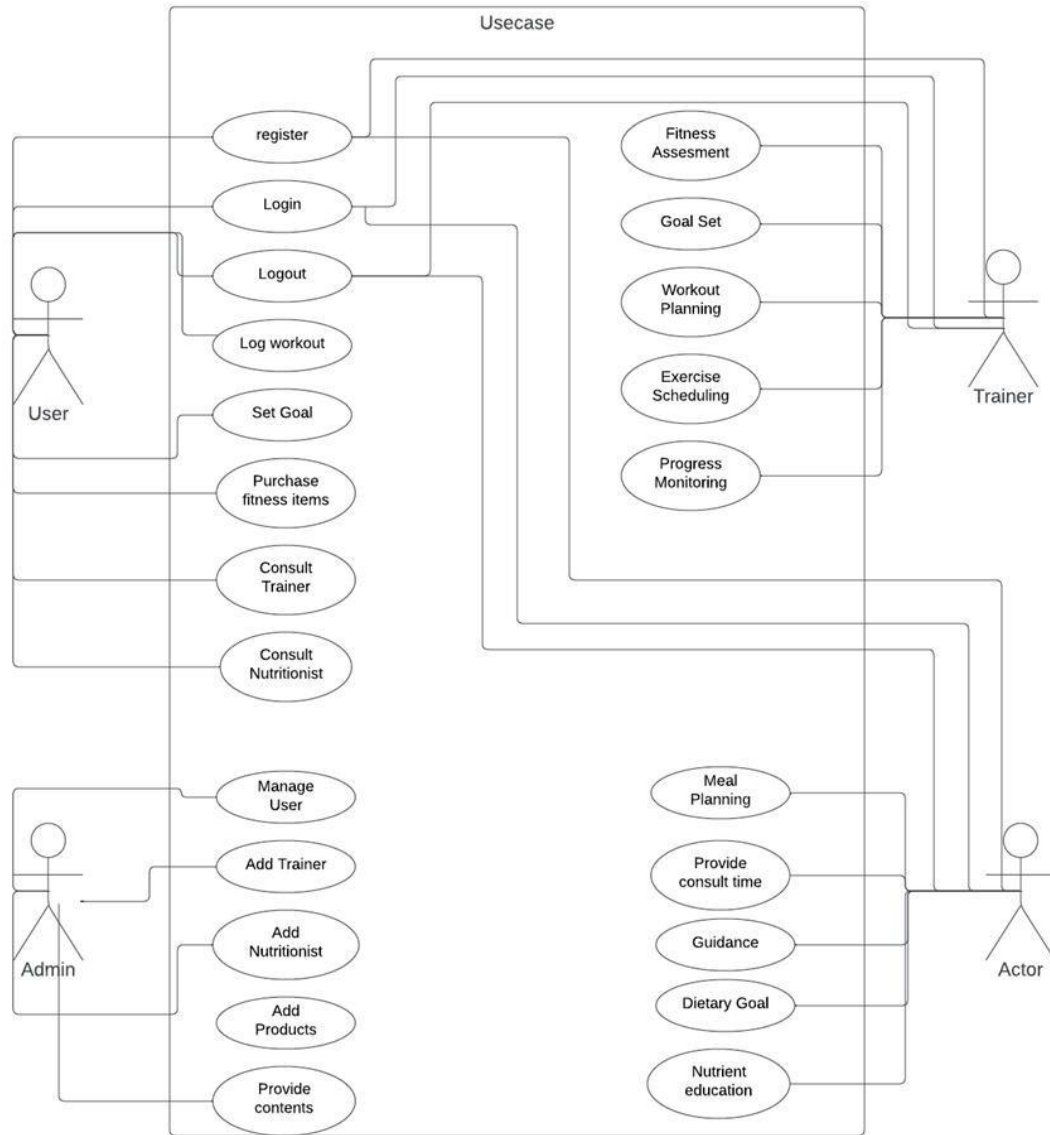 Usecase
register
Login
Logout
Log workout
Set Goal
Purchase
fitness items
Consult
Trainer
Consult
Nutritionist
User
Fitness
Assesment
Goal Set
Workout
Planning
Exercise
Scheduling
Progress
Monitoring
Trainer
Manage
User
Add Trainer
Add
Nutritionist
Add
Products
Provide
contents
Admin
Meal
Planning
Provide
consult time
Guidance
Dietary Goal
Nutrient
education
Actor